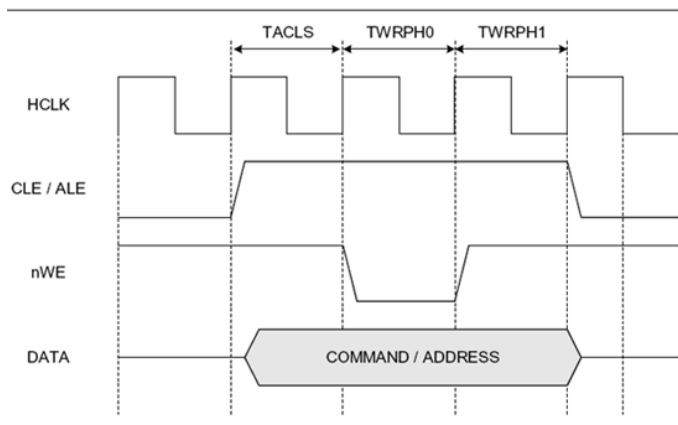 TACLS TWRPH0 TWRPH1
HCLK
CLE / ALE
nWE
DATA COMMAND / ADDRESS